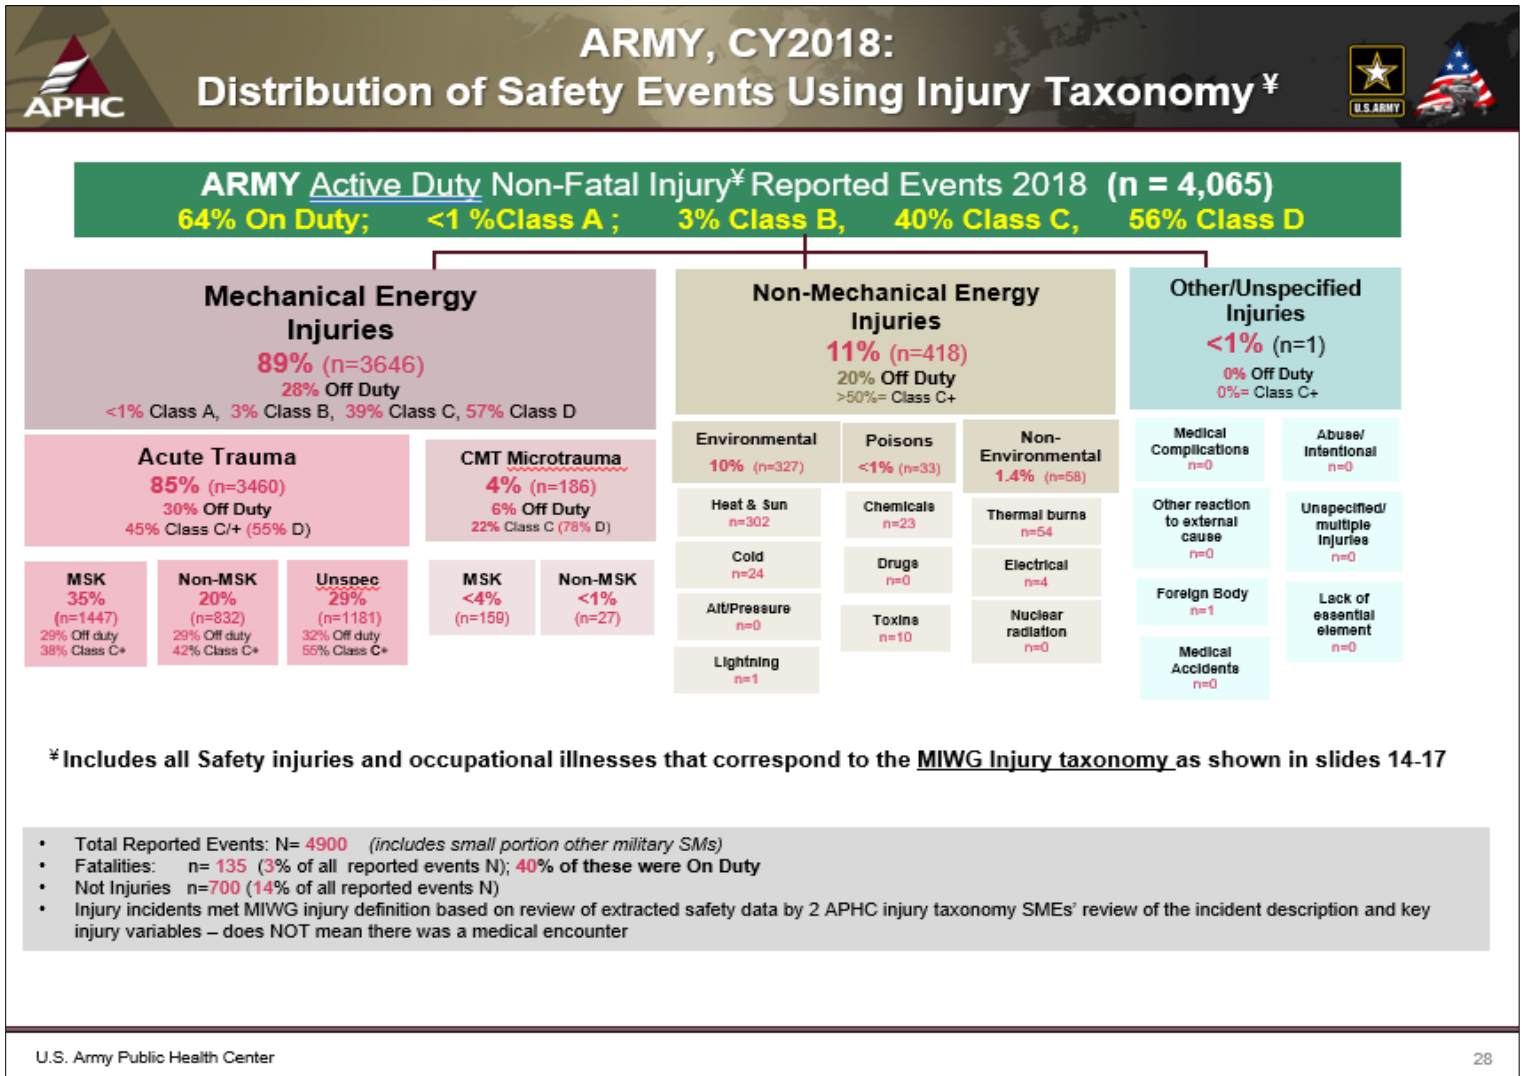 ARMY, CY2018:
Distribution of Safety Events Using Injury Taxonomy ¥
APHC
U.S.ARMY
ARMY Active Duty Non-Fatal Injury¥ Reported Events 2018 (n = 4,065)
64% On Duty; <1 %Class A ; 3% Class B, 40% Class C, 56% Class D
Mechanical Energy
Injuries
89% (n=3646)
28% Off Duty
<1% Class A, 3% Class B, 39% Class C, 57% Class D
Non-Mechanical Energy
Injuries
11% (n=418)
20% Off Duty
>50%= Class C+
Other/Unspecified
Injuries
<1% (n=1)
0% Off Duty
0%= Class C+
Acute Trauma
85% (n=3460)
30% Off Duty
45% Class C/+ (55% D)
CMT Microtrauma
4% (n=186)
6% Off Duty
22% Class C (78% D)
MSK
35%
(n=1447)
29% Off duty
38% Class C+
Non-MSK
20%
(n=832)
29% Off duty
42% Class C+
Unspec
29%
(n=1181)
32% Off duty
55% Class C+
MSK
<4%
(n=159)
Non-MSK
<1%
(n=27)
Environmental
10% (n=327)
Heat & Sun
n=302
Cold
n=24
Alt/Pressure
n=0
Lightning
n=1
Poisons
<1% (n=33)
Chemicals
n=23
Drugs
n=0
Toxins
n=10
Non-
Environmental
1.4% (n=58)
Thermal burns
n=54
Electrical
n=4
Nuclear
radiation
n=0
Medical
Complications
n=0
Other reaction
to external
cause
n=0
Foreign Body
n=1
Medical
Accidents
n=0
Abuse/
Intentional
n=0
Unspecified/
multiple
Injuries
n=0
Lack of
essential
element
n=0
¥ Includes all Safety injuries and occupational illnesses that correspond to the MIWG Injury taxonomy as shown in slides 14-17
• Total Reported Events: N= 4900 (includes small portion other military SMs)
• Fatalities: n= 135 (3% of all reported events N); 40% of these were On Duty
• Not Injuries n=700 (14% of all reported events N)
• Injury incidents met MIWG injury definition based on review of extracted safety data by 2 APHC injury taxonomy SMEs' review of the incident description and key
injury variables – does NOT mean there was a medical encounter
U.S. Army Public Health Center
28